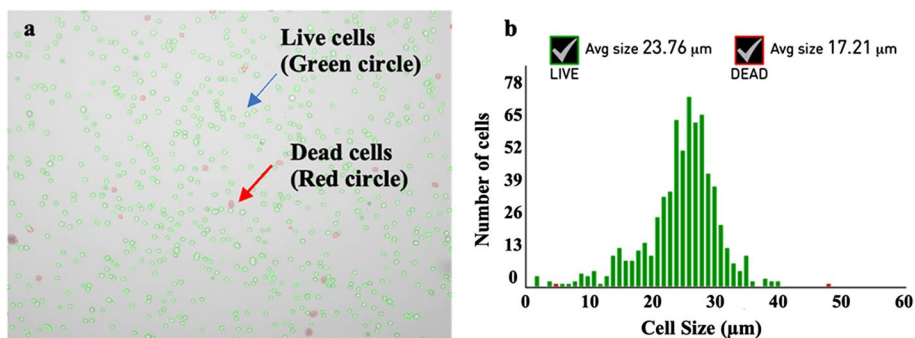 a
Live cells
(Green circle)
Dead cells
(Red circle)
b
Avg size 23.76 μm
LIVE
Avg size 17.21 μm
DEAD
Number of cells
78
65
52
39
26
13
0
0 10 20 30 40 50 60
Cell Size (μm)